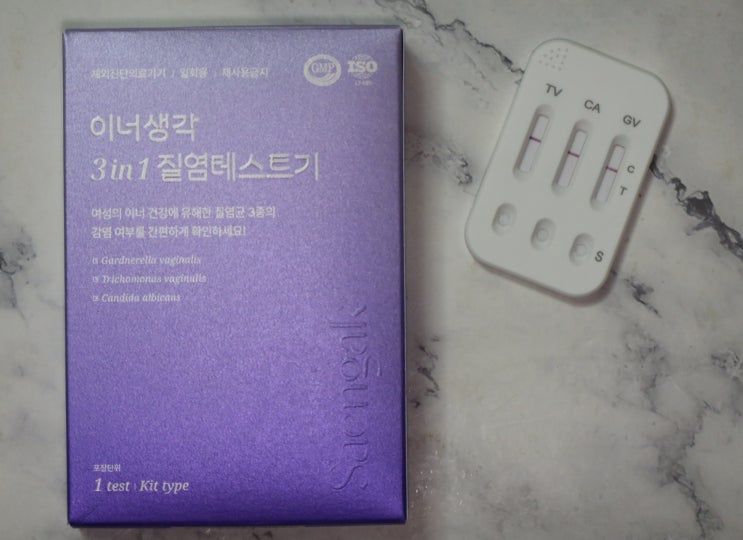 체외진단의료기기 / 일회용 / 재사용금지
GMP
ISO
이너생각
3 in 1 질염테스트기
여성의 이너 건강에 유해한 질염균 3종의
감염 여부를 간편하게 확인하세요!
Gardnerella vaginalis
Trichomonas vaginalis
Candida albicans
포장단위
1 test | Kit type
TV CA GV
C
T
S